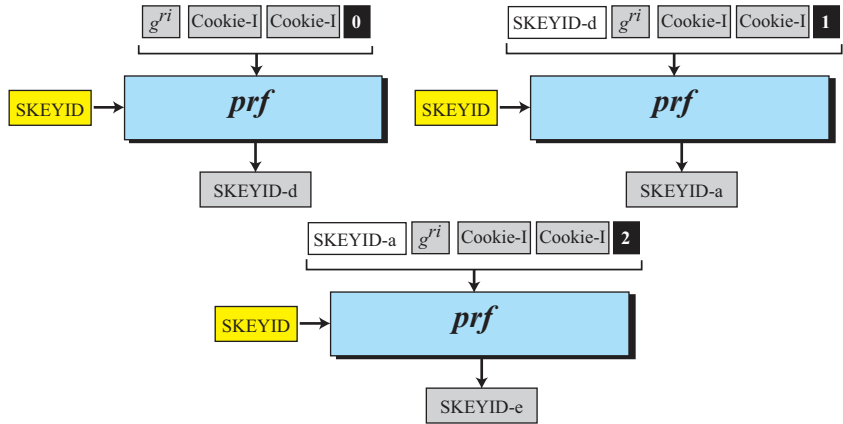 g^ri Cookie-I Cookie-I 0
SKEYID
prf
SKEYID-d
SKEYID-d g^ri Cookie-I Cookie-I 1
SKEYID
prf
SKEYID-a
SKEYID-a g^ri Cookie-I Cookie-I 2
SKEYID
prf
SKEYID-e